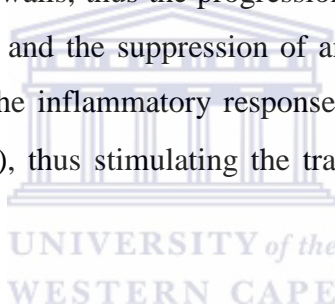 walls, thus the progression
and the suppression of a
he inflammatory response
), thus stimulating the tra
UNIVERSITY of the
WESTERN CAPE